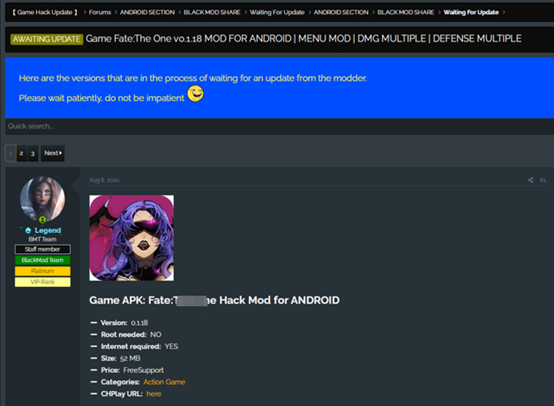 【 Game Hack Update 】 > Forums > ANDROID SECTION > BLACK MOD SHARE > Waiting For Update > ANDROID SECTION > BLACK MOD SHARE > Waiting For Update >
AWAITING UPDATE Game Fate:The One v0.1.18 MOD FOR ANDROID | MENU MOD | DMG MULTIPLE | DEFENSE MULTIPLE
Here are the versions that are in the process of waiting for an update from the modder.
Please wait patiently, do not be impatient
Quick search...
1 2 3 Next
Aug 8, 2020 #1
Legend
BMT Team
Staff member
BlackMod Team
Platinum
VIP-Rank
Game APK: Fate:T e Hack Mod for ANDROID
Version: 0.1.18
Root needed: NO
Internet required: YES
Size: 52 MB
Price: FreeSupport
Categories: Action Game
CHPlay URL: here